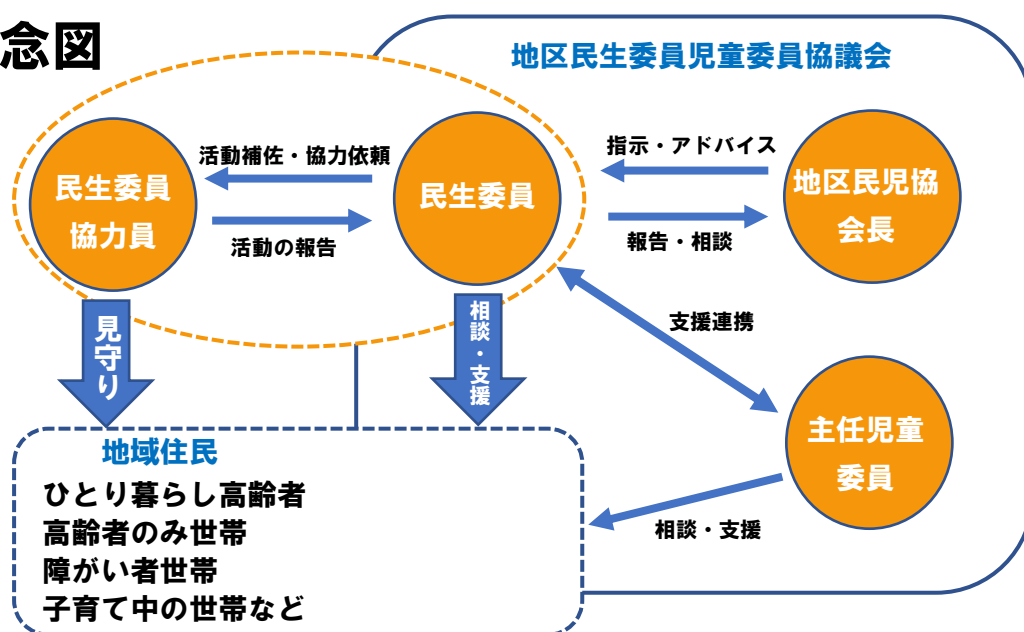 念図
地区民生委員児童委員協議会
民生委員
協力員
活動補佐・協力依頼
活動の報告
民生委員
指示・アドバイス
報告・相談
地区民児協
会長
支援連携
見守り
相談・支援
主任児童
委員
相談・支援
地域住民
ひとり暮らし高齢者
高齢者のみ世帯
障がい者世帯
子育て中の世帯など